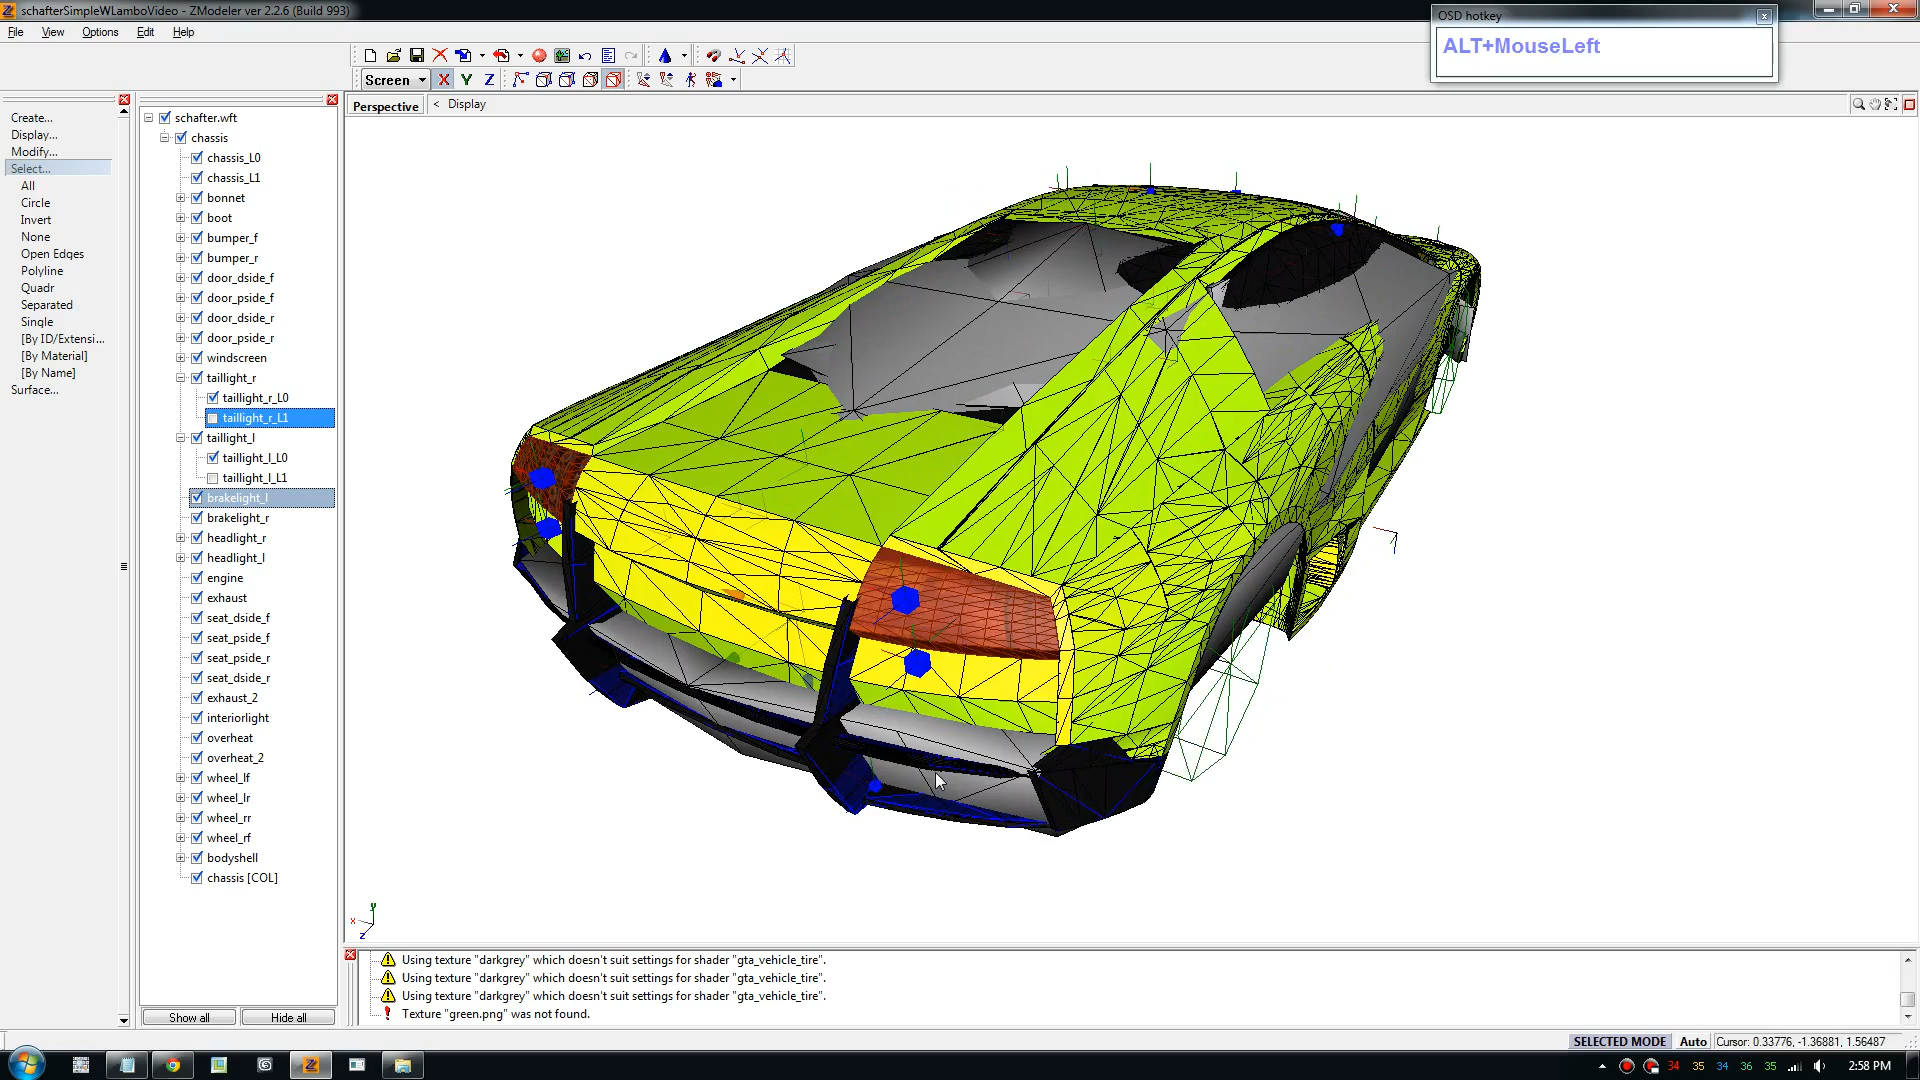 schafterSimpleWLamboVideo - ZModeler ver 2.2.6 (Build 993)
OSD hotkey
ALT+MouseLeft
File View Options Edit Help
Screen X Y Z
Perspective < Display
Create...
Display...
Modify...
Select...
All
Circle
Invert
None
Open Edges
Polyline
Quadr
Separated
Single
[By ID/Extensi...
[By Material]
[By Name]
Surface...
schafter.wft
chassis
chassis_L0
chassis_L1
bonnet
boot
bumper_f
bumper_r
door_dside_f
door_pside_f
door_dside_r
door_pside_r
windscreen
taillight_r
taillight_r_L0
taillight_r_L1
taillight_l
taillight_l_L0
taillight_l_L1
brakelight_l
brakelight_r
headlight_r
headlight_l
engine
exhaust
seat_dside_f
seat_pside_f
seat_pside_r
seat_dside_r
exhaust_2
interiorlight
overheat
overheat_2
wheel_lf
wheel_lr
wheel_rr
wheel_rf
bodyshell
chassis [COL]
Show all Hide all
y
x
z
Using texture "darkgrey" which doesn't suit settings for shader "gta_vehicle_tire".
Using texture "darkgrey" which doesn't suit settings for shader "gta_vehicle_tire".
Using texture "darkgrey" which doesn't suit settings for shader "gta_vehicle_tire".
Texture "green.png" was not found.
SELECTED MODE Auto Cursor: 0.33776, -1.36881, 1.56487
34 35 34 36 35 2:58 PM